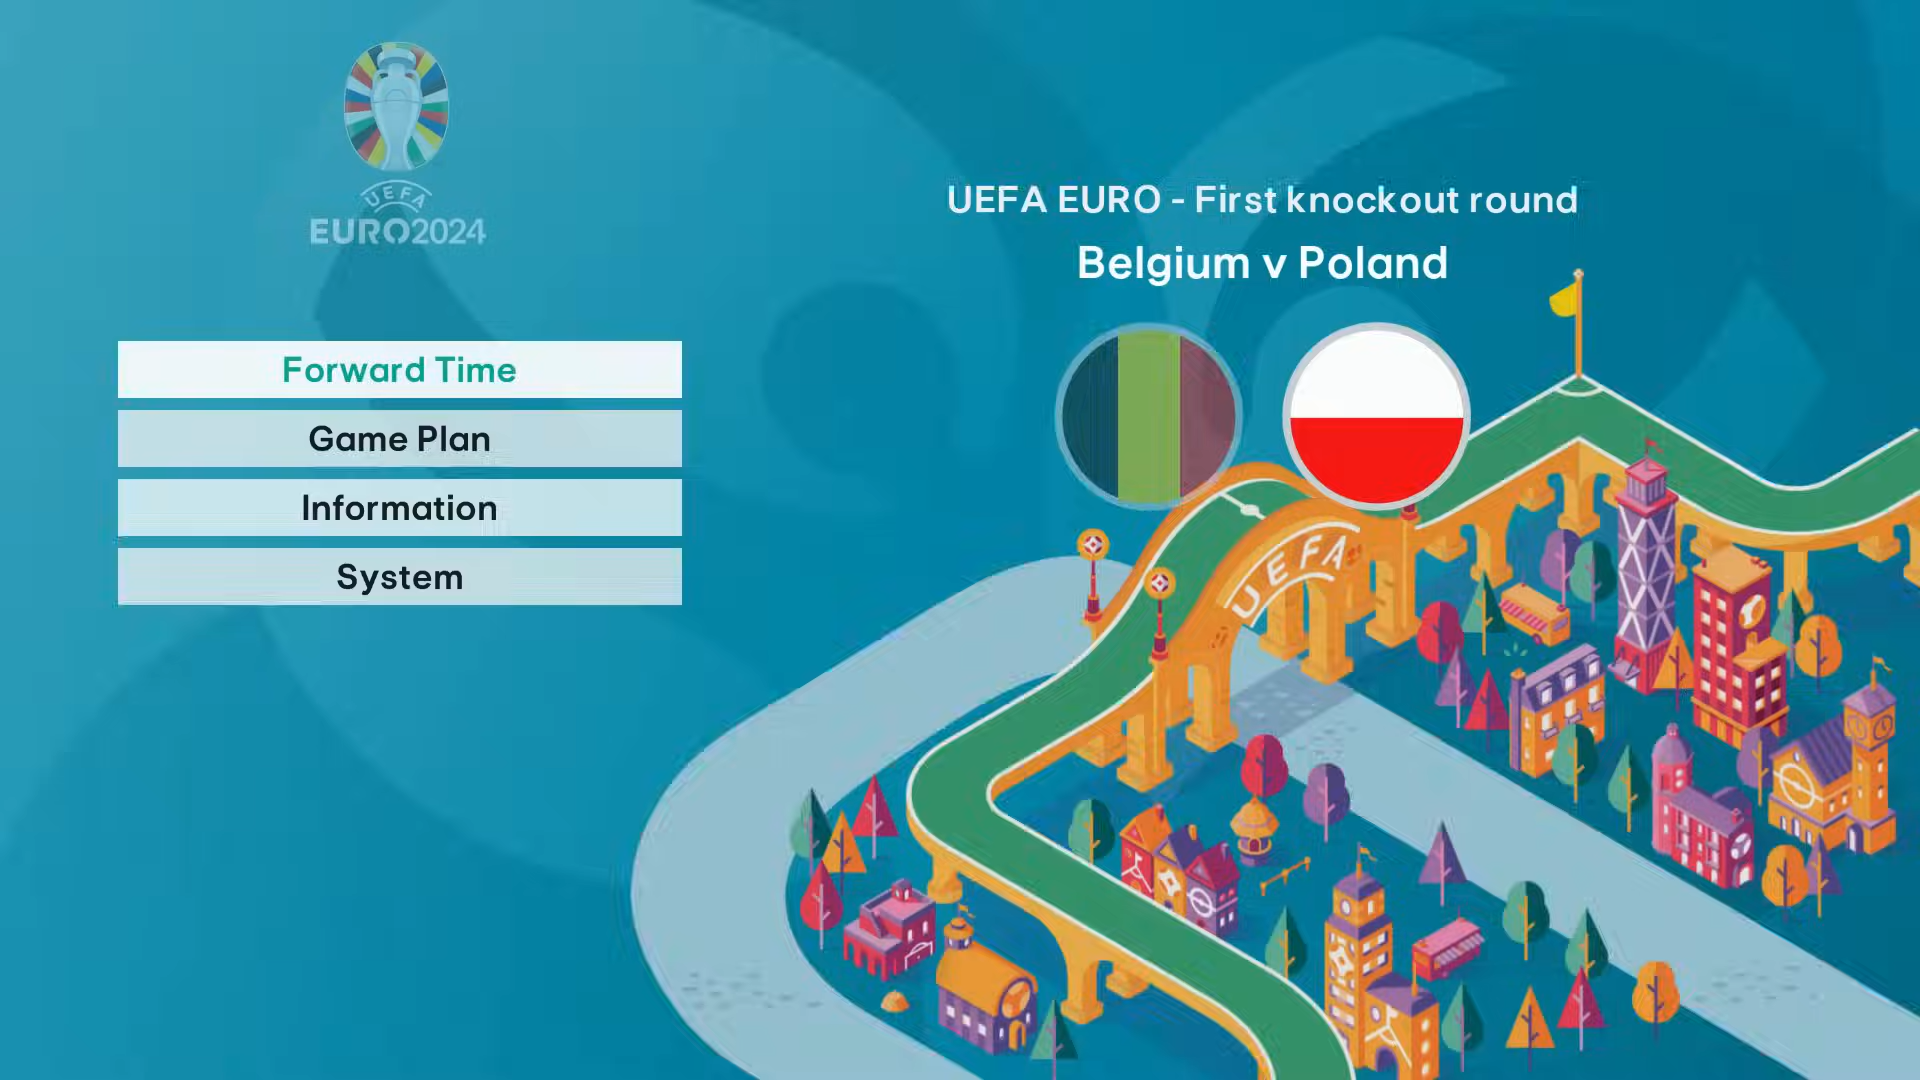 UEFA
EURO2024
UEFA EURO - First knockout round
Belgium v Poland
Forward Time
Game Plan
Information
System
UEFA